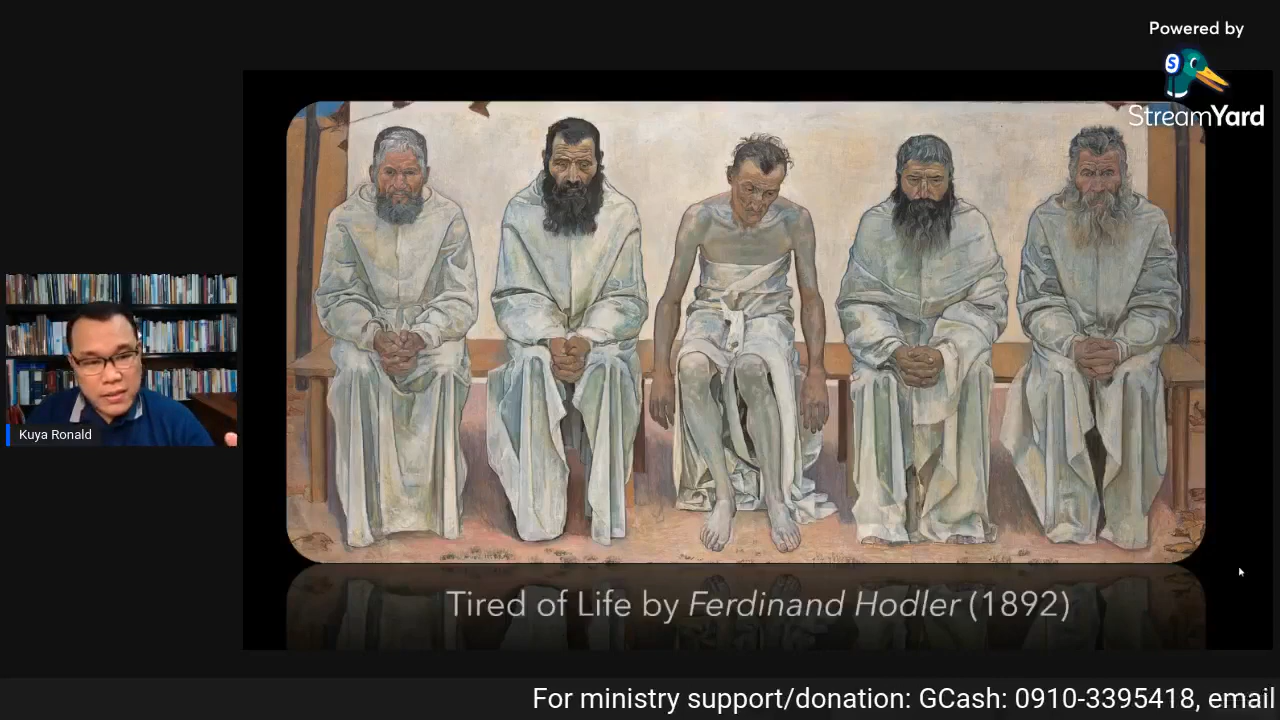 Powered by
StreamYard
Kuya Ronald
Tired of Life by Ferdinand Hodler (1892)
For ministry support/donation: GCash: 0910-3395418, email